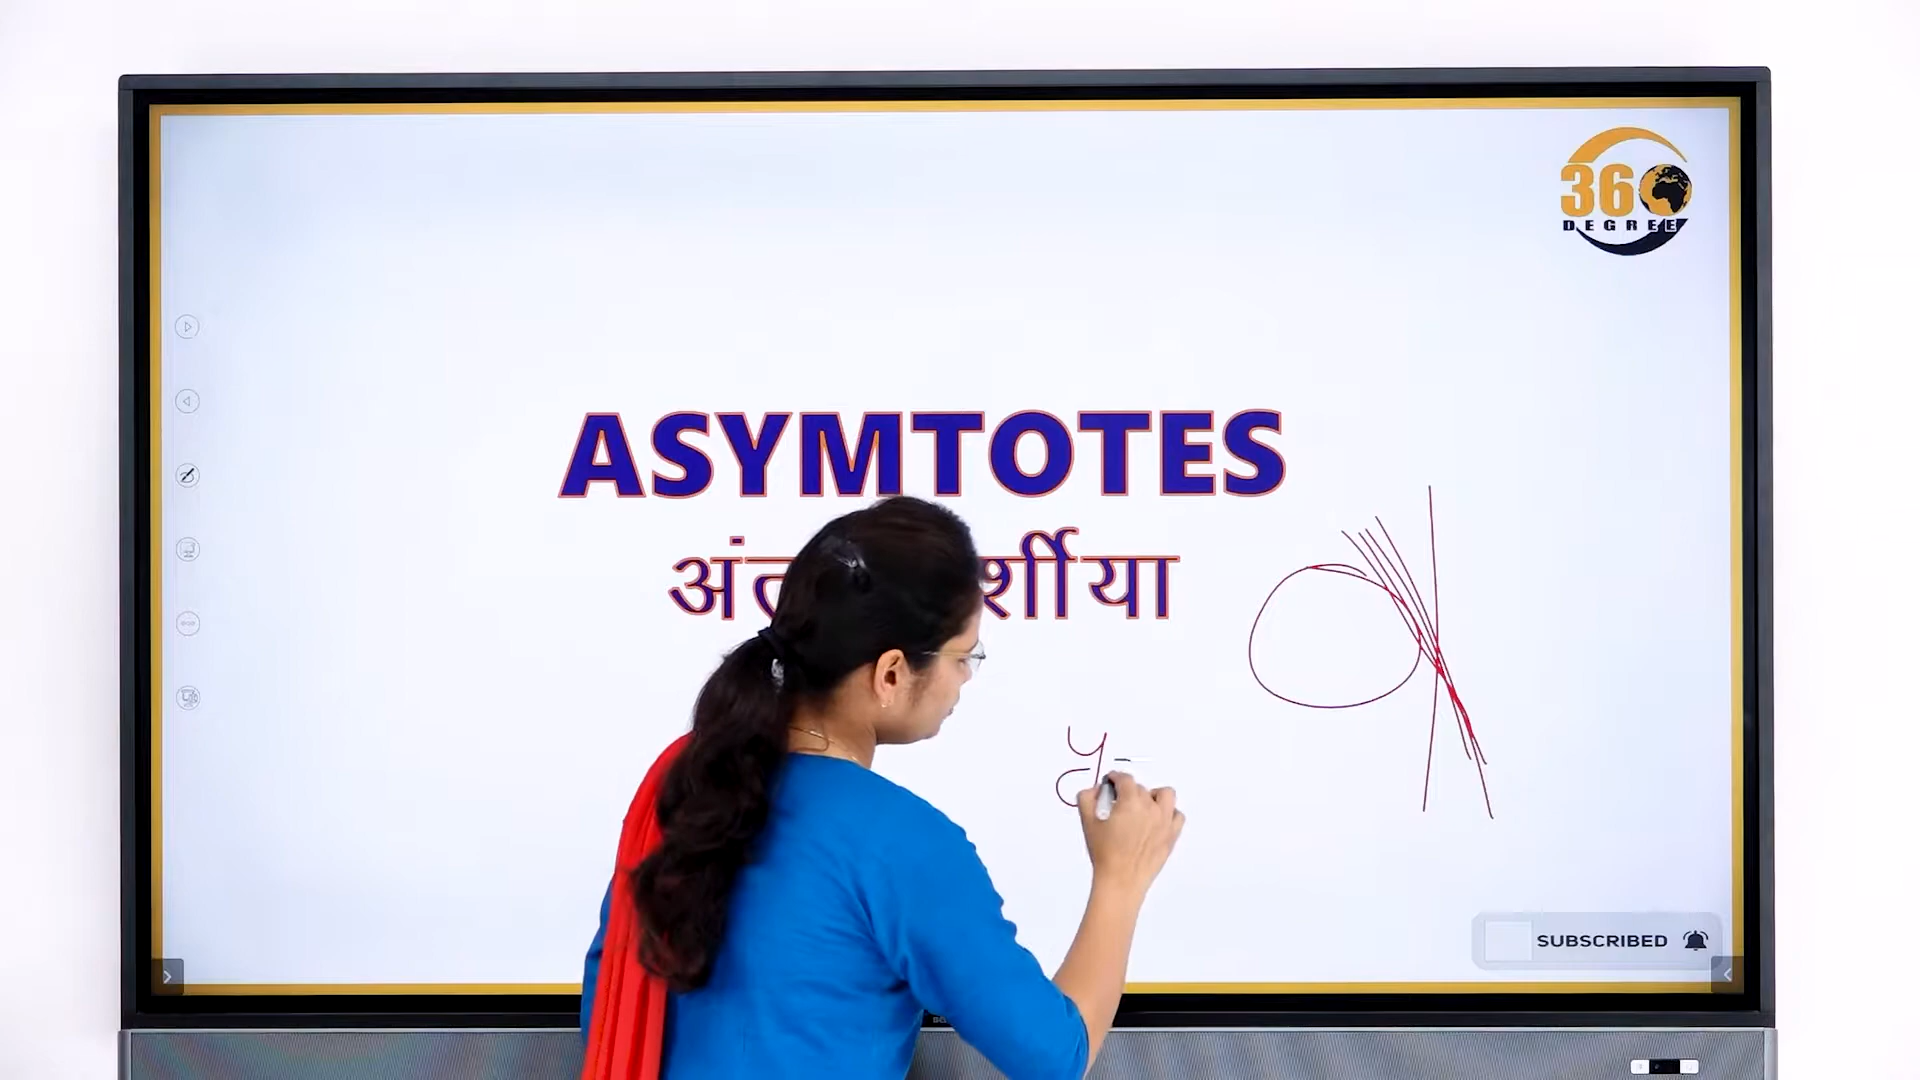 360
DEGREE
ASYMTOTES
y =
SUBSCRIBED